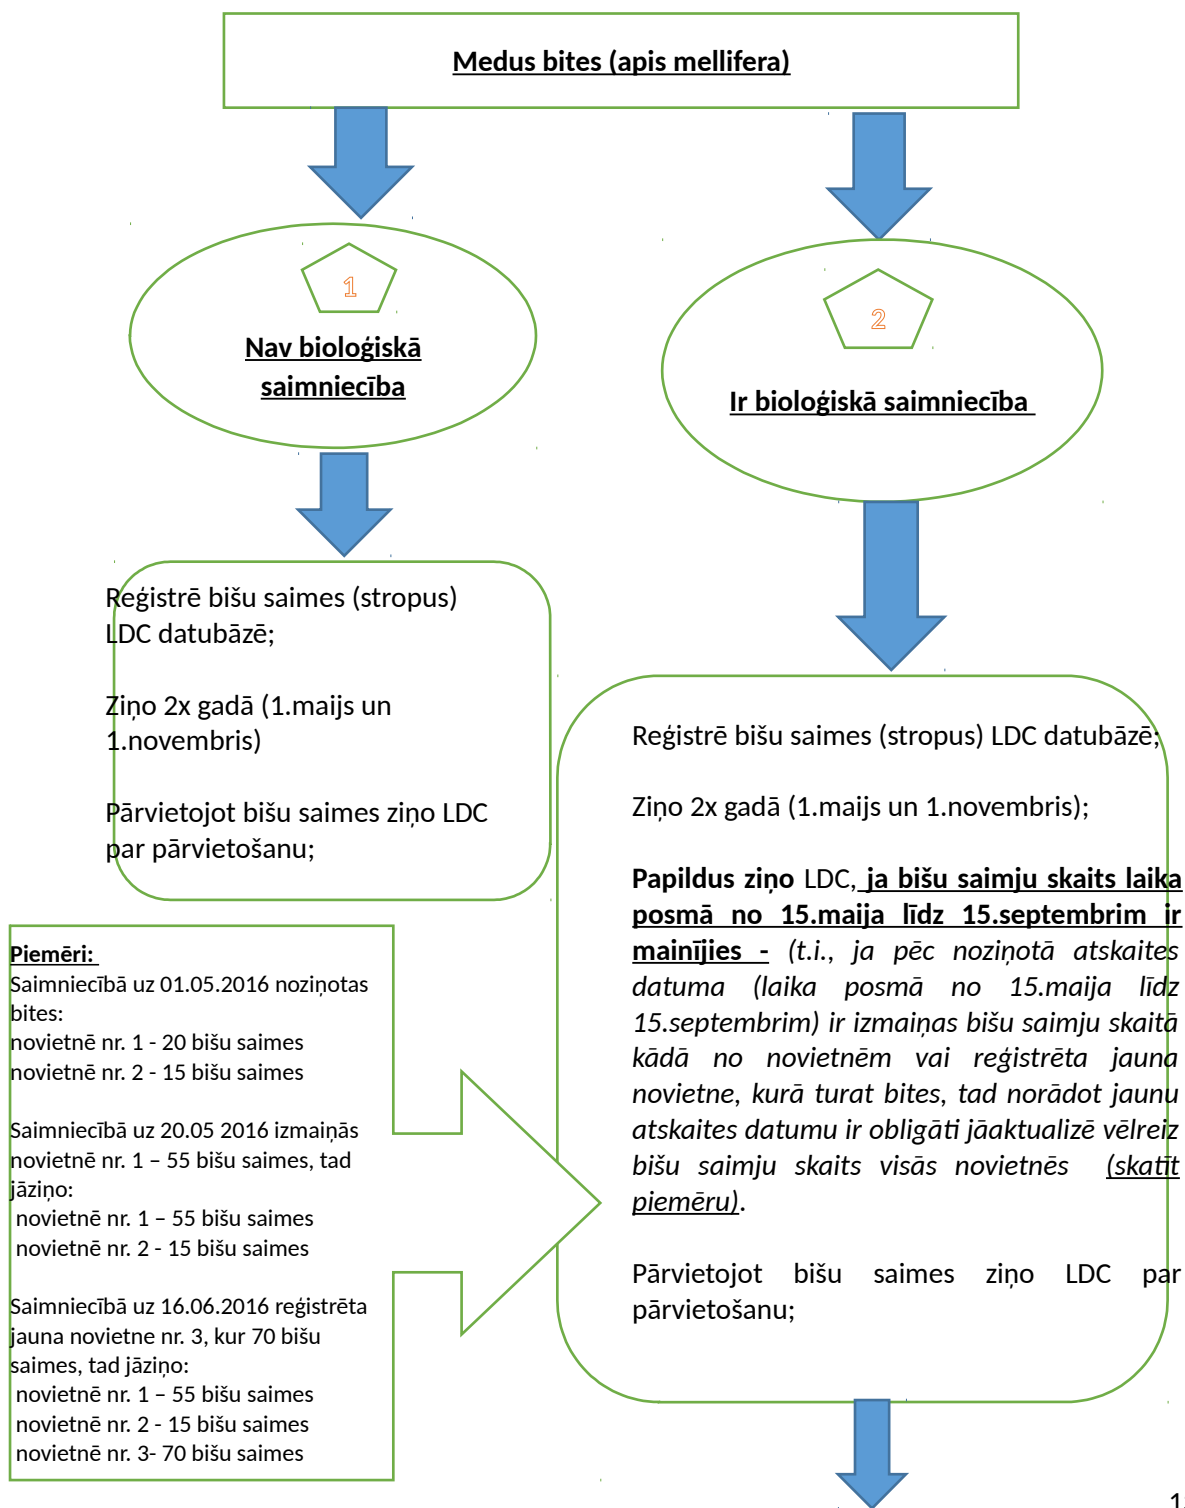 Medus bites (apis mellifera)
1
Nav bioloģiskā
saimniecība
2
Ir bioloģiskā saimniecība
Reģistrē bišu saimes (stropus)
LDC datubāzē;
Ziņo 2x gadā (1.maijs un
1.novembris)
Pārvietojot bišu saimes ziņo LDC
par pārvietošanu;
Reģistrē bišu saimes (stropus) LDC datubāzē;
Ziņo 2x gadā (1.maijs un 1.novembris);
Papildus ziņo LDC, ja bišu saimju skaits laika
posmā no 15.maija līdz 15.septembrim ir
mainījies - (t.i., ja pēc noziņotā atskaites
datuma (laika posmā no 15.maija līdz
15.septembrim) ir izmaiņas bišu saimju skaitā
kādā no novietnēm vai reģistrēta jauna
novietne, kurā turat bites, tad norādot jaunu
atskaites datumu ir obligāti jāaktualizē vēlreiz
bišu saimju skaits visās novietnēs (skatīt
piemēru).
Pārvietojot bišu saimes ziņo LDC par
pārvietošanu;
Piemēri:
Saimniecībā uz 01.05.2016 noziņotas
bites:
novietnē nr. 1 - 20 bišu saimes
novietnē nr. 2 - 15 bišu saimes
Saimniecībā uz 20.05 2016 izmaiņās
novietnē nr. 1 – 55 bišu saimes, tad
jāziņo:
novietnē nr. 1 – 55 bišu saimes
novietnē nr. 2 - 15 bišu saimes
Saimniecībā uz 16.06.2016 reģistrēta
jauna novietne nr. 3, kur 70 bišu
saimes, tad jāziņo:
novietnē nr. 1 – 55 bišu saimes
novietnē nr. 2 - 15 bišu saimes
novietnē nr. 3- 70 bišu saimes
1